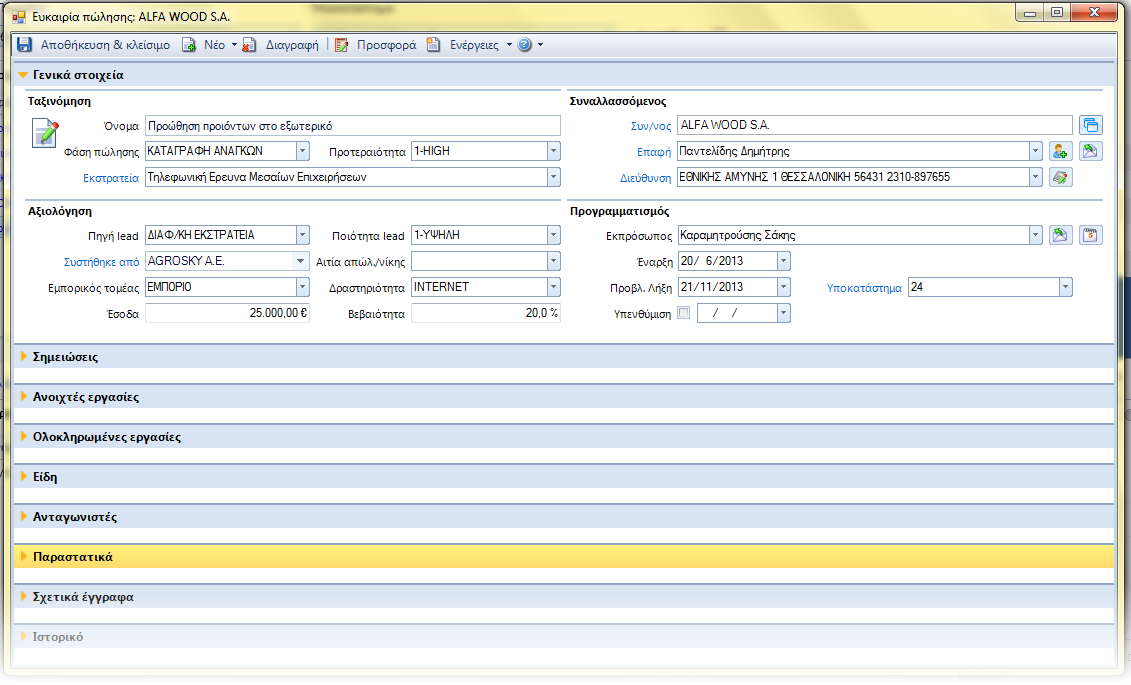 Ευκαιρία πώλησης: ALFA WOOD S.A.
Αποθήκευση & κλείσιμο Νέο Διαγραφή Προσφορά Ενέργειες
Γενικά στοιχεία
Ταξινόμηση Συναλλασσόμενος
Όνομα Προώθηση προιόντων στο εξωτερικό Συν/νος ALFA WOOD S.A.
Φάση πώλησης ΚΑΤΑΓΡΑΦΗ ΑΝΑΓΚΩΝ Προτεραιότητα 1-HIGH Επαφή Παντελίδης Δημήτρης
Εκστρατεία Τηλεφωνική Ερευνα Μεσαίων Επιχειρήσεων Διεύθυνση ΕΘΝΙΚΗΣ ΑΜΥΝΗΣ 1 ΘΕΣΣΑΛΟΝΙΚΗ 56431 2310-897655
Αξιολόγηση Προγραμματισμός
Πηγή lead ΔΙΑΦ/ΚΗ ΕΚΣΤΡΑΤΕΙΑ Ποιότητα lead 1-ΥΨΗΛΗ Εκπρόσωπος Καραμητρούσης Σάκης
Συστήθηκε από AGROSKY A.E. Αιτία απώλ./νίκης Έναρξη 20/ 6/2013
Εμπορικός τομέας ΕΜΠΟΡΙΟ Δραστηριότητα INTERNET Προβλ. Λήξη 21/11/2013 Υποκατάστημα 24
Έσοδα 25.000,00 € Βεβαιότητα 20,0 % Υπενθύμιση / /
Σημειώσεις
Ανοιχτές εργασίες
Ολοκληρωμένες εργασίες
Είδη
Ανταγωνιστές
Παραστατικά
Σχετικά έγγραφα
Ιστορικό